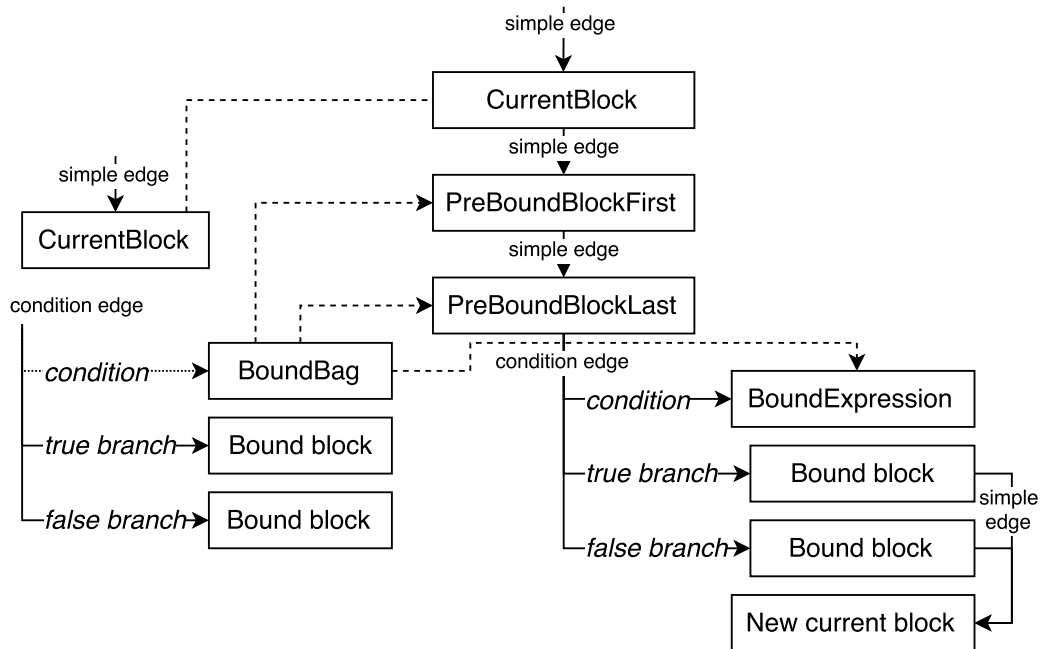 simple edge
CurrentBlock
simple edge
simple edge
PreBoundBlockFirst
CurrentBlock
simple edge
PreBoundBlockLast
condition edge
condition
BoundBag
condition edge
condition
BoundExpression
true branch
Bound block
true branch
Bound block
simple
edge
false branch
Bound block
false branch
Bound block
New current block